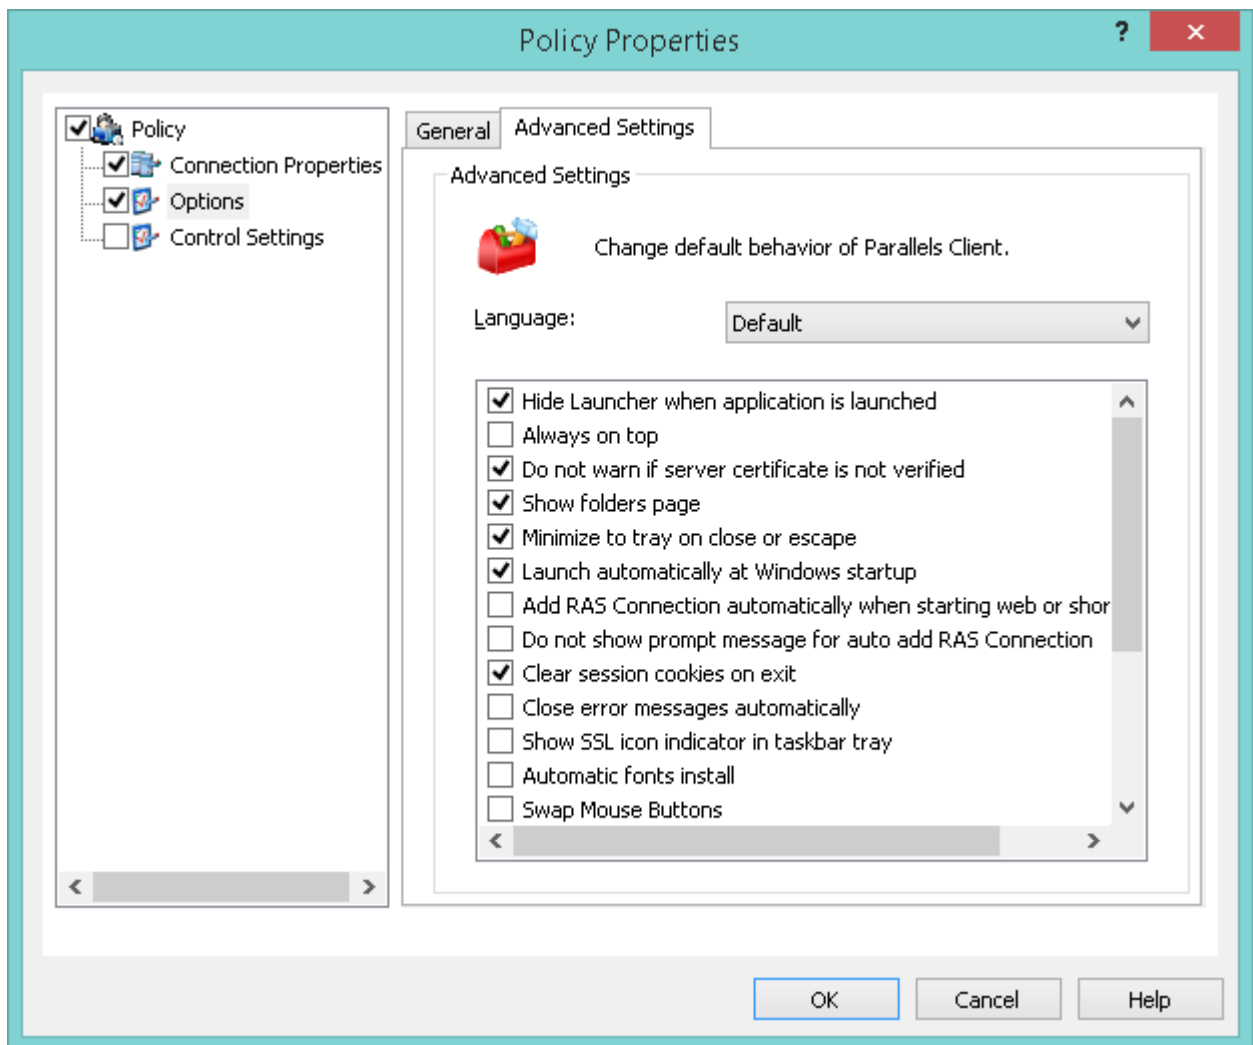 Policy Properties
?
Policy
Connection Properties
Options
Control Settings
General
Advanced Settings
Advanced Settings
Change default behavior of Parallels Client.
Language:
Default
Hide Launcher when application is launched
Always on top
Do not warn if server certificate is not verified
Show folders page
Minimize to tray on close or escape
Launch automatically at Windows startup
Add RAS Connection automatically when starting web or shor
Do not show prompt message for auto add RAS Connection
Clear session cookies on exit
Close error messages automatically
Show SSL icon indicator in taskbar tray
Automatic fonts install
Swap Mouse Buttons
OK
Cancel
Help